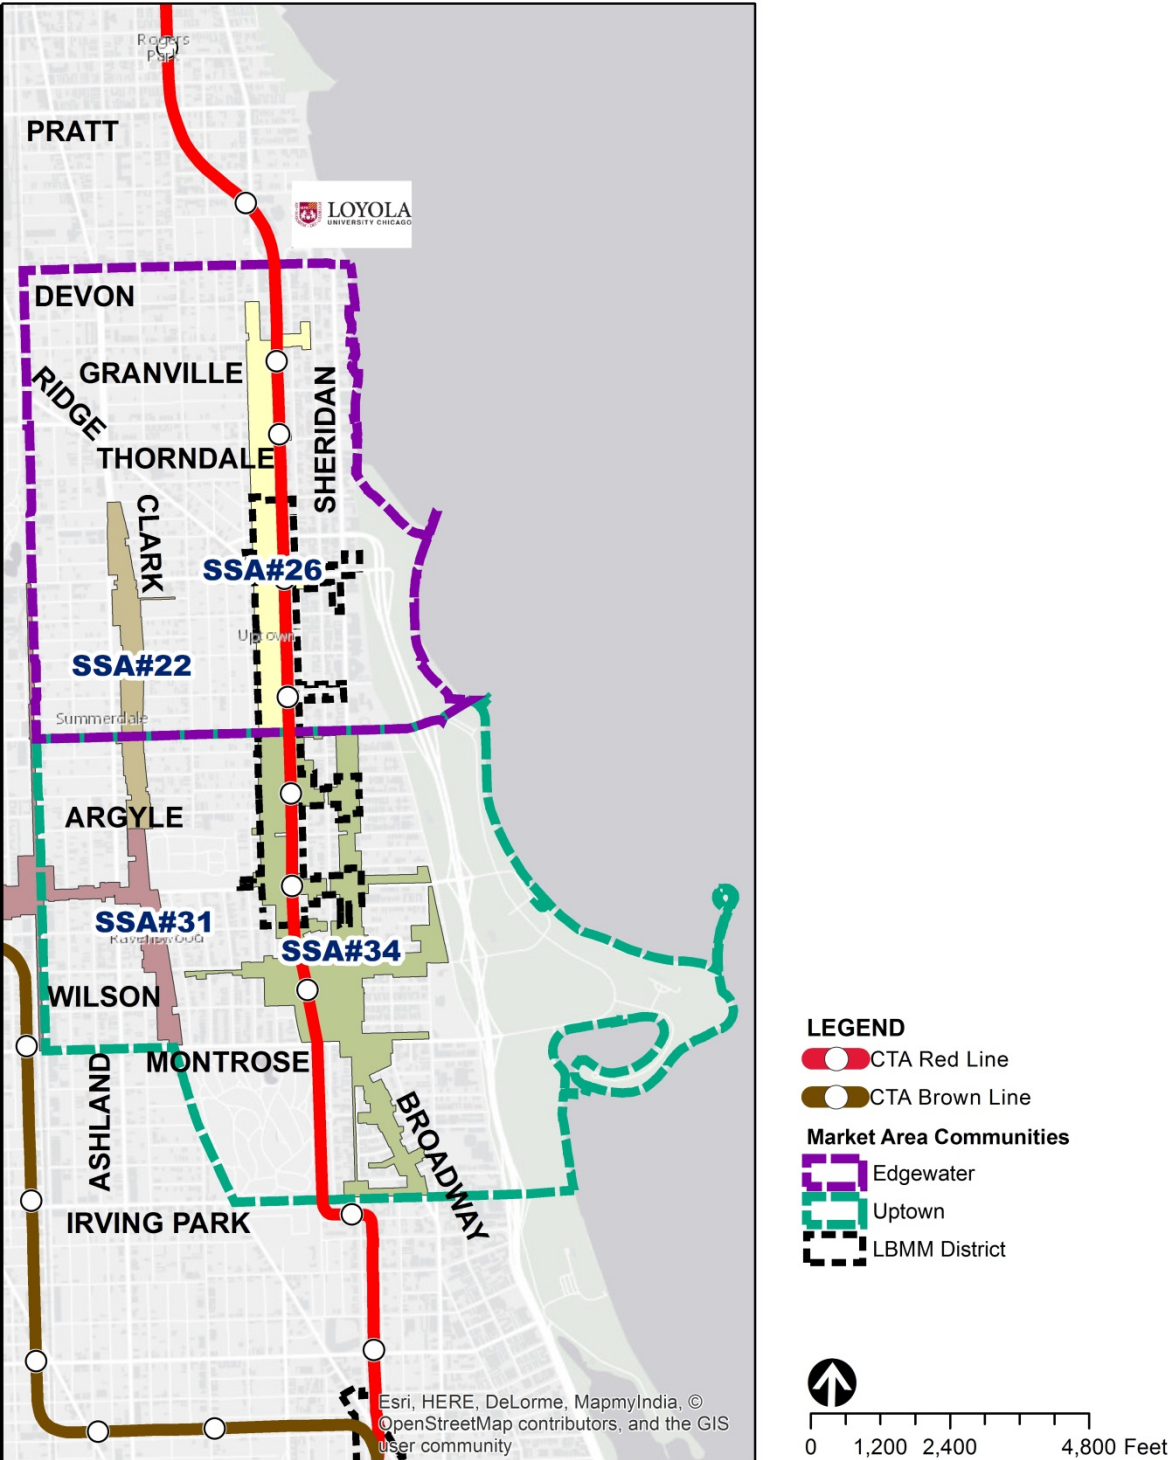 Rogers
Park
PRATT
LOYOLA
UNIVERSITY CHICAGO
DEVON
GRANVILLE
RIDGE
SHERIDAN
THORNDALE
CLARK
SSA#26
Uptown
SSA#22
Summerdale
ARGYLE
SSA#31
Ravenswood
SSA#34
WILSON
MONTROSE
ASHLAND
BROADWAY
IRVING PARK
Esri, HERE, DeLorme, MapmyIndia, ©
OpenStreetMap contributors, and the GIS
user community
LEGEND
CTA Red Line
CTA Brown Line
Market Area Communities
Edgewater
Uptown
LBMM District
0 1,200 2,400 4,800 Feet